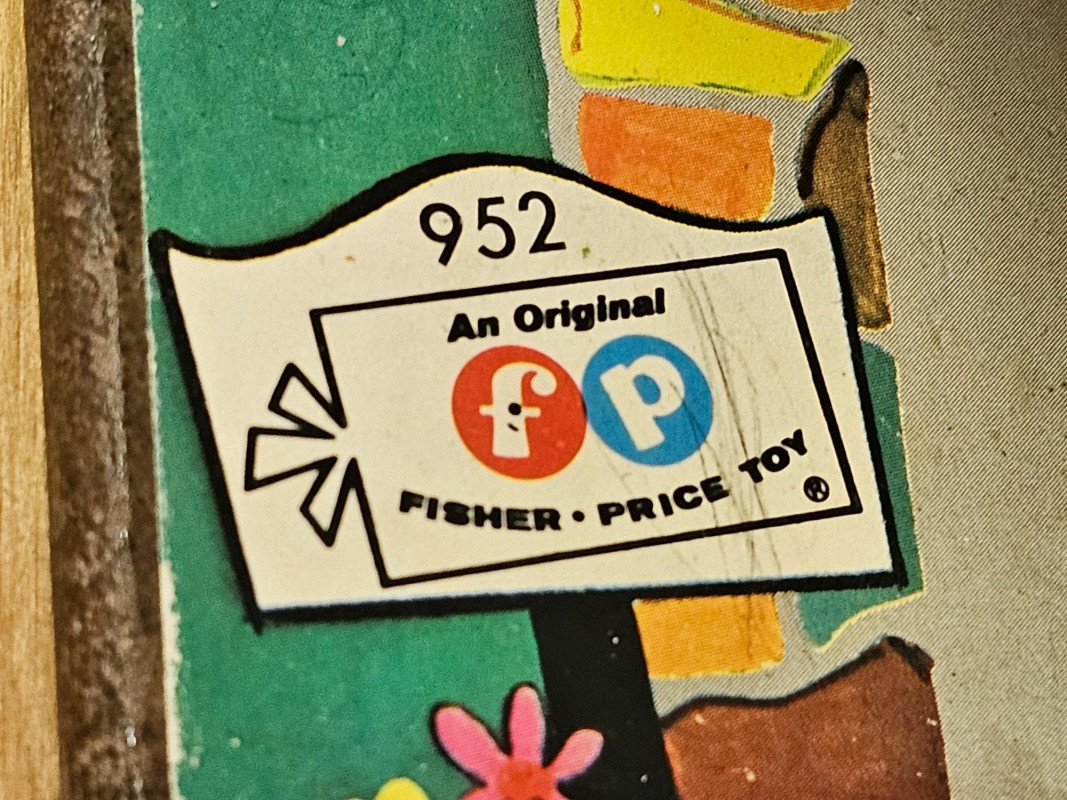 952
An Original
fp
FISHER • PRICE TOY
®